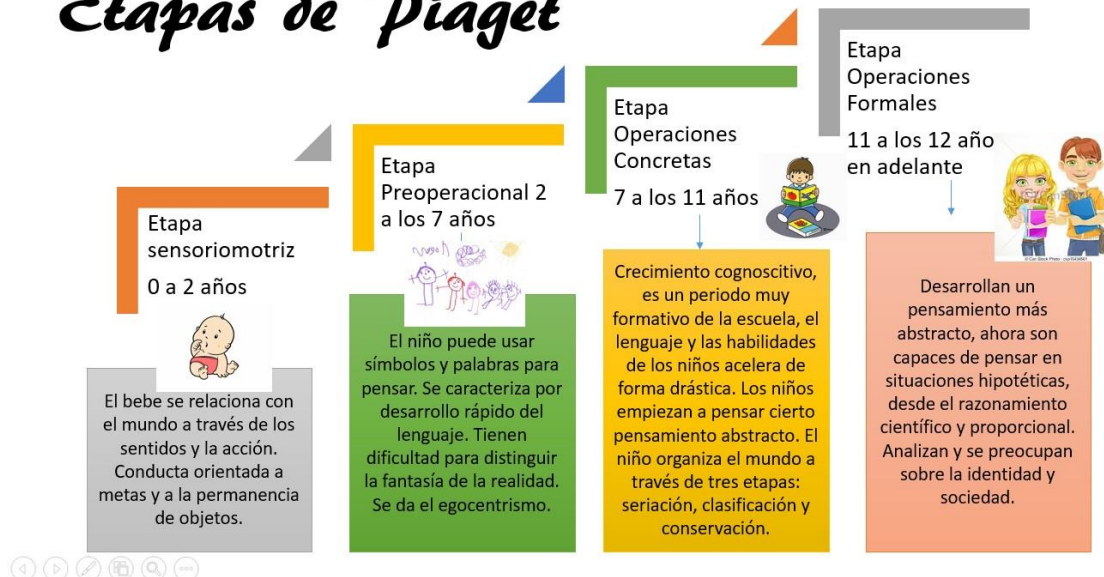 Etapas de Piaget
Etapa
sensoriomotriz
0 a 2 años
El bebe se relaciona con
el mundo a través de los
sentidos y la acción.
Conducta orientada a
metas y a la permanencia
de objetos.
Etapa
Preoperacional 2
a los 7 años
El niño puede usar
símbolos y palabras para
pensar. Se caracteriza por
desarrollo rápido del
lenguaje. Tienen
dificultad para distinguir
la fantasía de la realidad.
Se da el egocentrismo.
Etapa
Operaciones
Concretas
7 a los 11 años
Crecimiento cognoscitivo,
es un periodo muy
formativo de la escuela, el
lenguaje y las habilidades
de los niños acelera de
forma drástica. Los niños
empiezan a pensar cierto
pensamiento abstracto. El
niño organiza el mundo a
través de tres etapas:
seriación, clasificación y
conservación.
Etapa
Operaciones
Formales
11 a los 12 año
en adelante
Desarrollan un
pensamiento más
abstracto, ahora son
capaces de pensar en
situaciones hipotéticas,
desde el razonamiento
científico y proporcional.
Analizan y se preocupan
sobre la identidad y
sociedad.